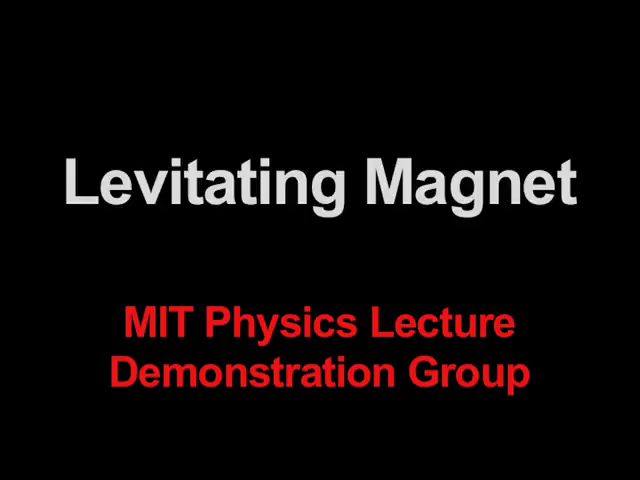 Levitating Magnet
MIT Physics Lecture
Demonstration Group